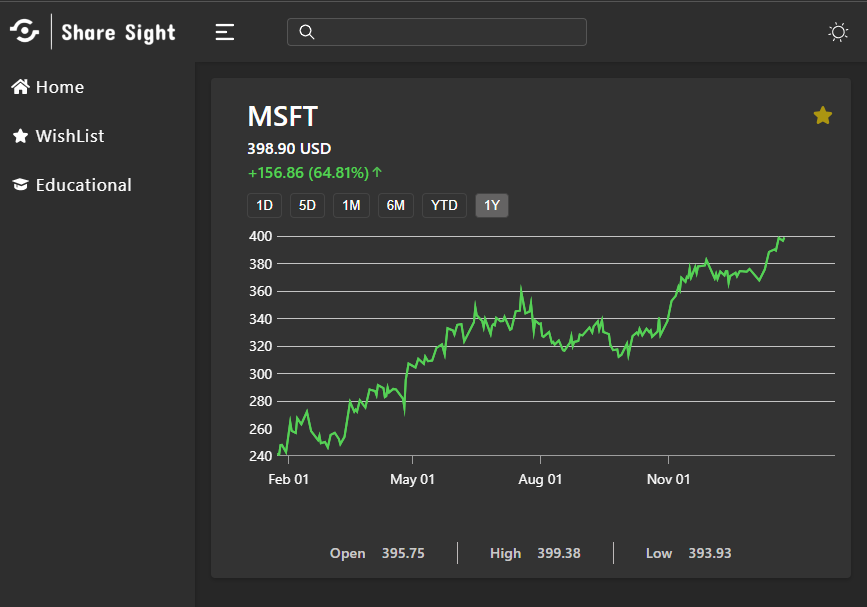 Share Sight
Home
WishList
Educational
MSFT
398.90 USD
+156.86 (64.81%)↑
1D 5D 1M 6M YTD 1Y
400
380
360
340
320
300
280
260
240
Feb 01 May 01 Aug 01 Nov 01
Open 395.75 High 399.38 Low 393.93